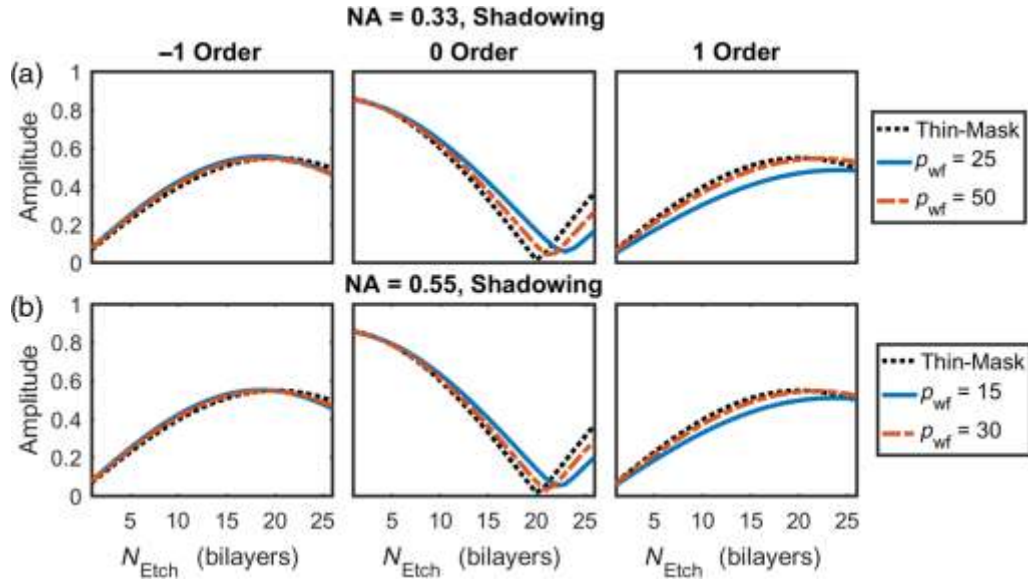 NA = 0.33, Shadowing
–1 Order 0 Order 1 Order
(a)
1
0.8
0.6
0.4
0.2
0
Amplitude
Thin-Mask
p_wf = 25
p_wf = 50
NA = 0.55, Shadowing
(b)
1
0.8
0.6
0.4
0.2
0
Amplitude
Thin-Mask
p_wf = 15
p_wf = 30
5 10 15 20 25 5 10 15 20 25 5 10 15 20 25
N_Etch (bilayers) N_Etch (bilayers) N_Etch (bilayers)